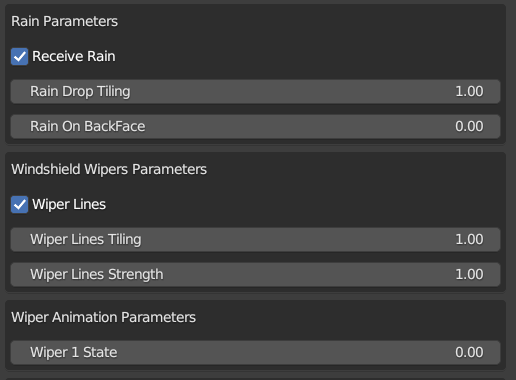 Rain Parameters
Receive Rain
Rain Drop Tiling 1.00
Rain On BackFace 0.00
Windshield Wipers Parameters
Wiper Lines
Wiper Lines Tiling 1.00
Wiper Lines Strength 1.00
Wiper Animation Parameters
Wiper 1 State 0.00